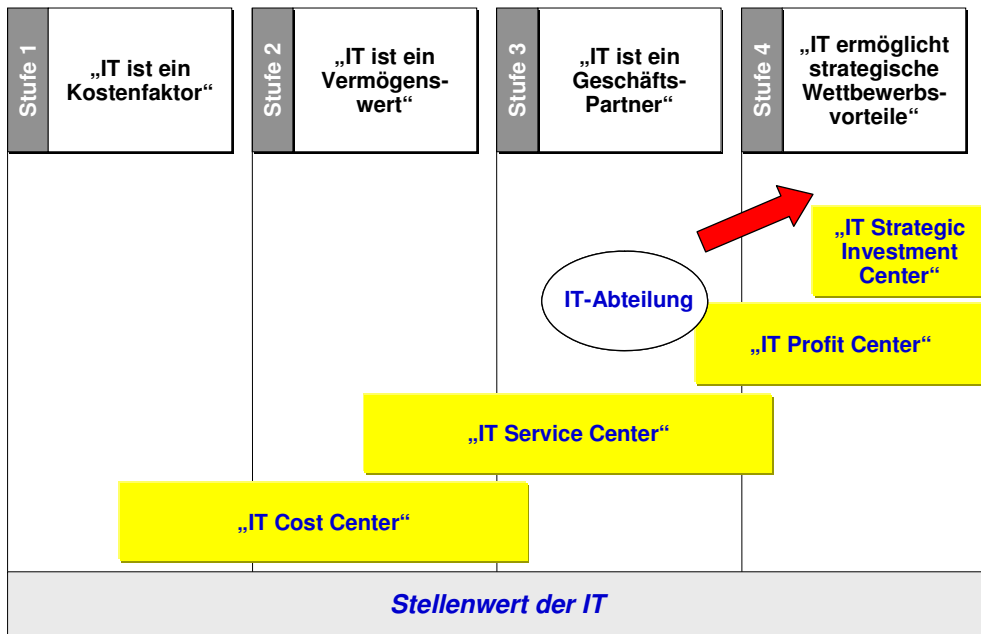 Stufe 1
„IT ist ein
Kostenfaktor“
Stufe 2
„IT ist ein
Vermögens-
wert“
Stufe 3
„IT ist ein
Geschäfts-
Partner“
Stufe 4
„IT ermöglicht
strategische
Wettbewerbs-
vorteile“
„IT Strategic
Investment
Center“
IT-Abteilung
„IT Profit Center“
„IT Service Center“
„IT Cost Center“
Stellenwert der IT